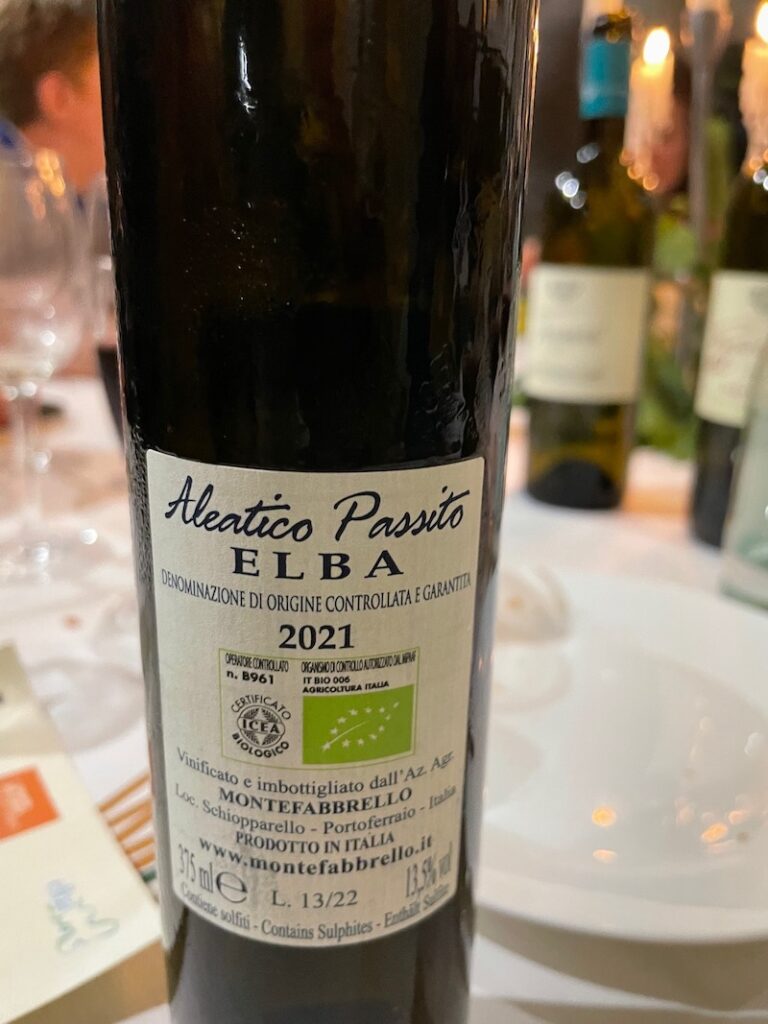 Aleatico Passito
ELBA
DENOMINAZIONE DI ORIGINE CONTROLLATA E GARANTITA
2021
OPERATORE CONTROLLATO
n. B961
ORGANISMO DI CONTROLLO AUTORIZZATO DAL MIPAAF
IT BIO 006
AGRICOLTURA ITALIA
CERTIFICATO
ICEA
BIOLOGICO
Vinificato e imbottigliato dall'Az. Agr.
MONTEFABBRELLO
Loc. Schiopparello - Portoferraio - Italia
PRODOTTO IN ITALIA
www.montefabbrello.it
375 ml e
L. 13/22
13,5% vol
Contiene solfiti - Contains Sulphites - Enthält Sulfite